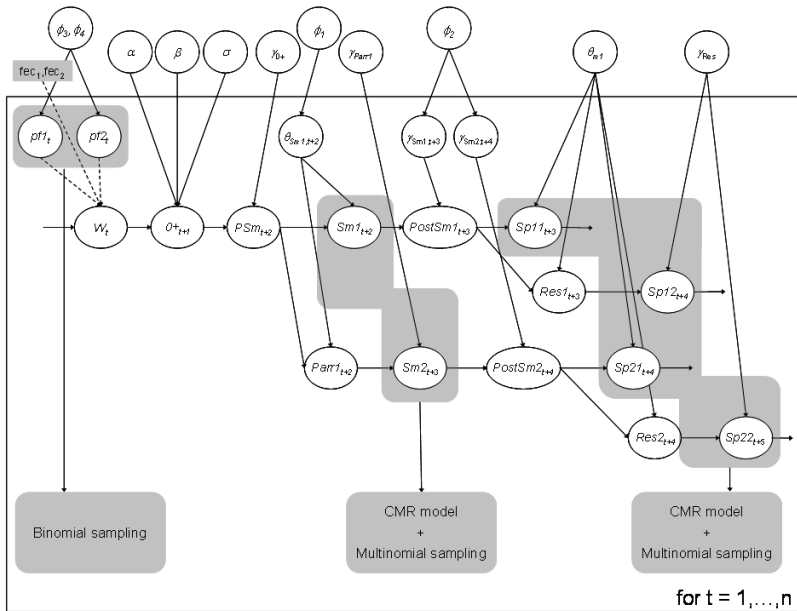 ϕ3, ϕ4
α
β
σ
γ0+
ϕ1
γParr1
ϕ2
θm1
γRes
fec1,fec2
pf1t
pf2t
θSm1,t+2
γSm1,t+3
γSm2,t+4
Wt
0+t+1
PSmt+2
Sm1t+2
PostSm1t+3
Sp11t+3
Res1t+3
Sp12t+4
Parr1t+2
Sm2t+3
PostSm2t+4
Sp21t+4
Res2t+4
Sp22t+5
Binomial sampling
CMR model
+
Multinomial sampling
CMR model
+
Multinomial sampling
for t = 1,...,n